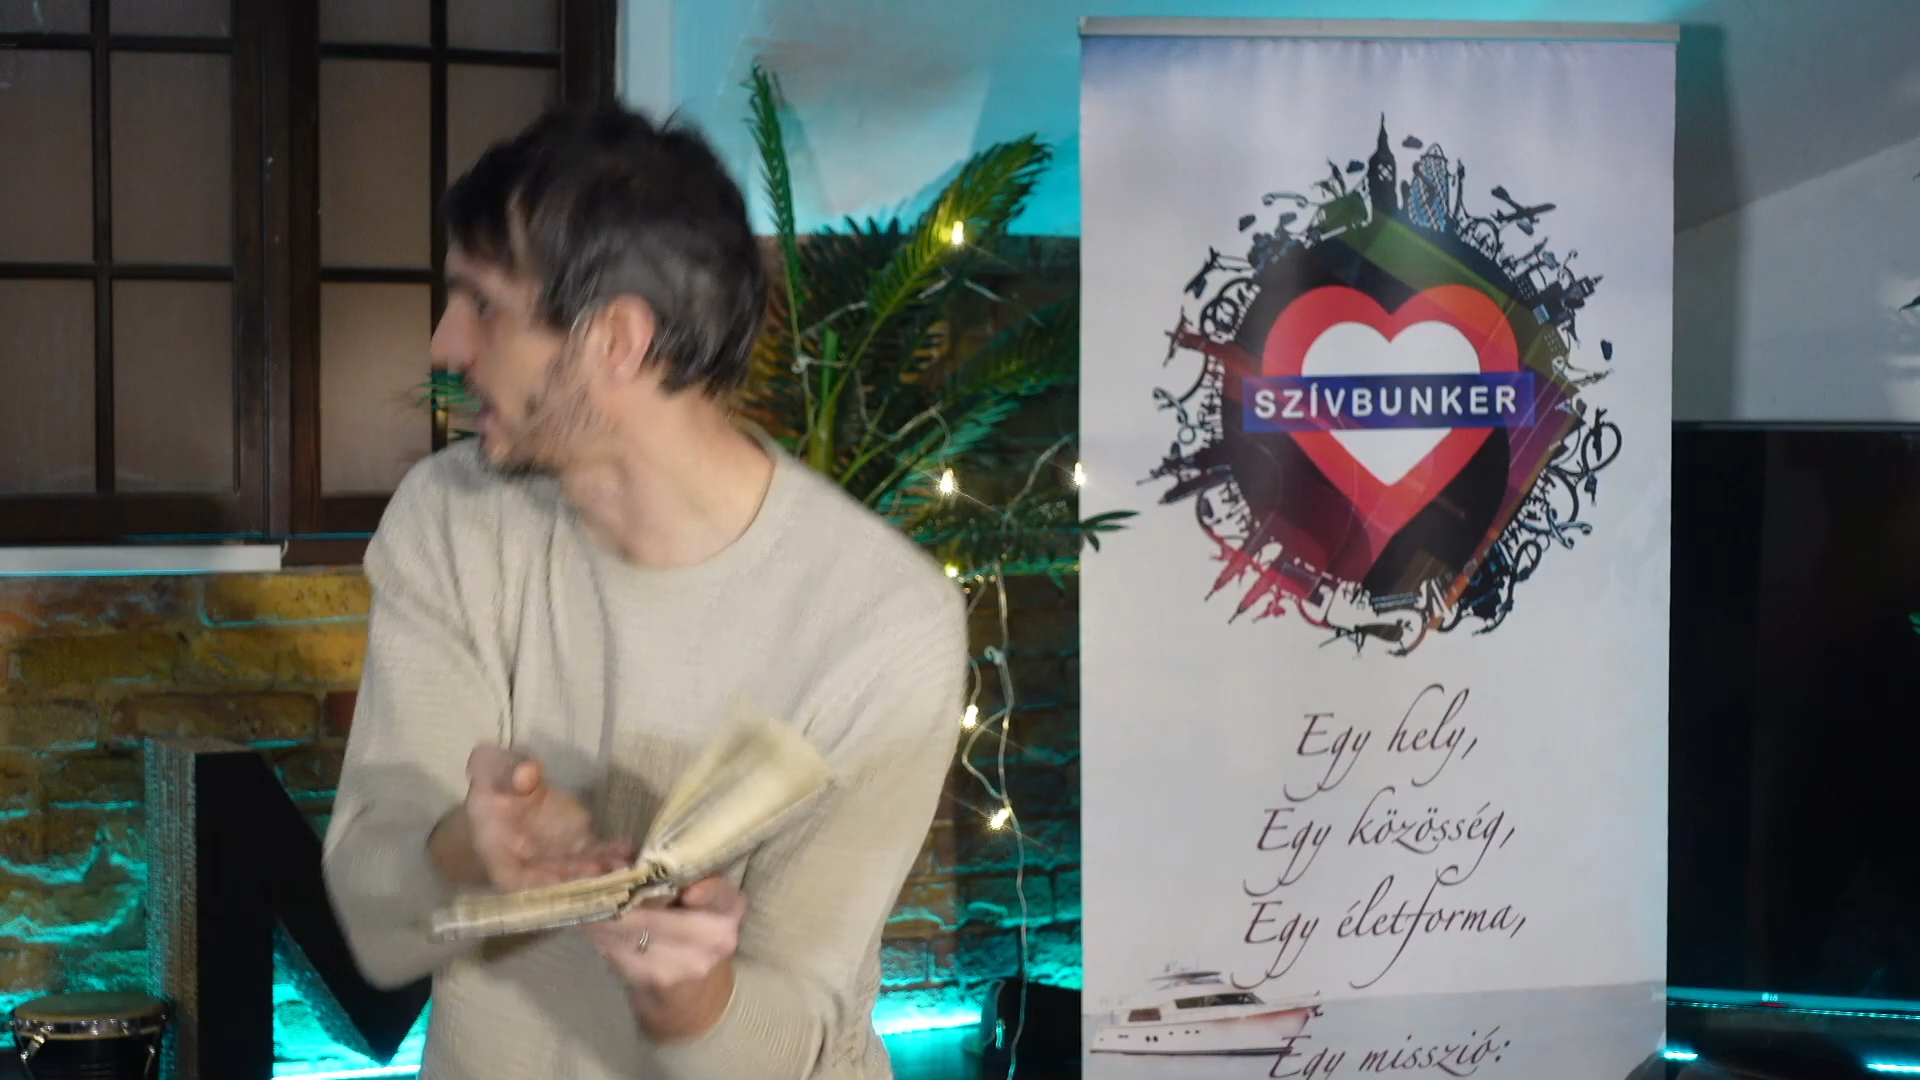 SZÍVBUNKER
Egy hely,
Egy közösség,
Egy életforma,
Egy misszió: